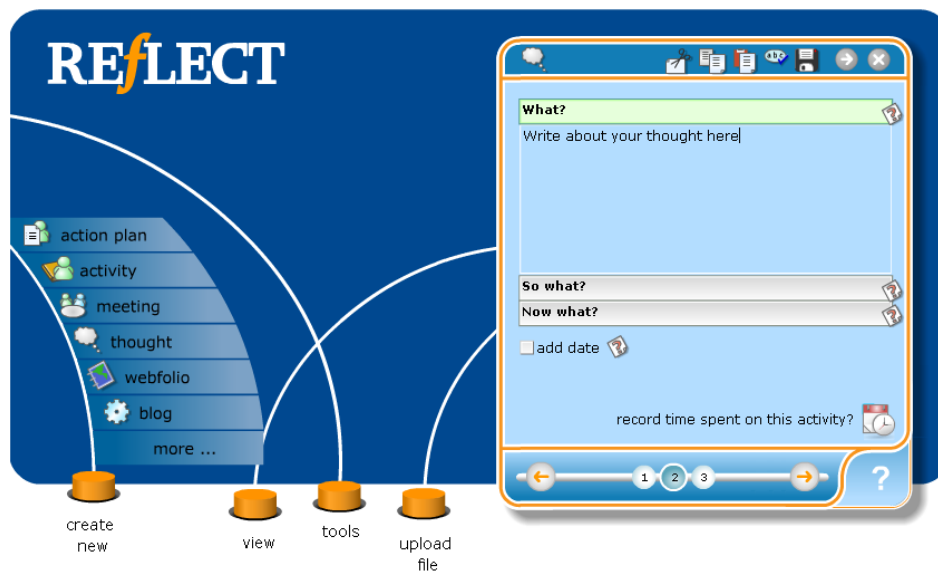 REfLECT
action plan
activity
meeting
thought
webfolio
blog
more ...
create
new
view
tools
upload
file
abc
What?
Write about your thought here
So what?
Now what?
add date
record time spent on this activity?
1 2 3
?